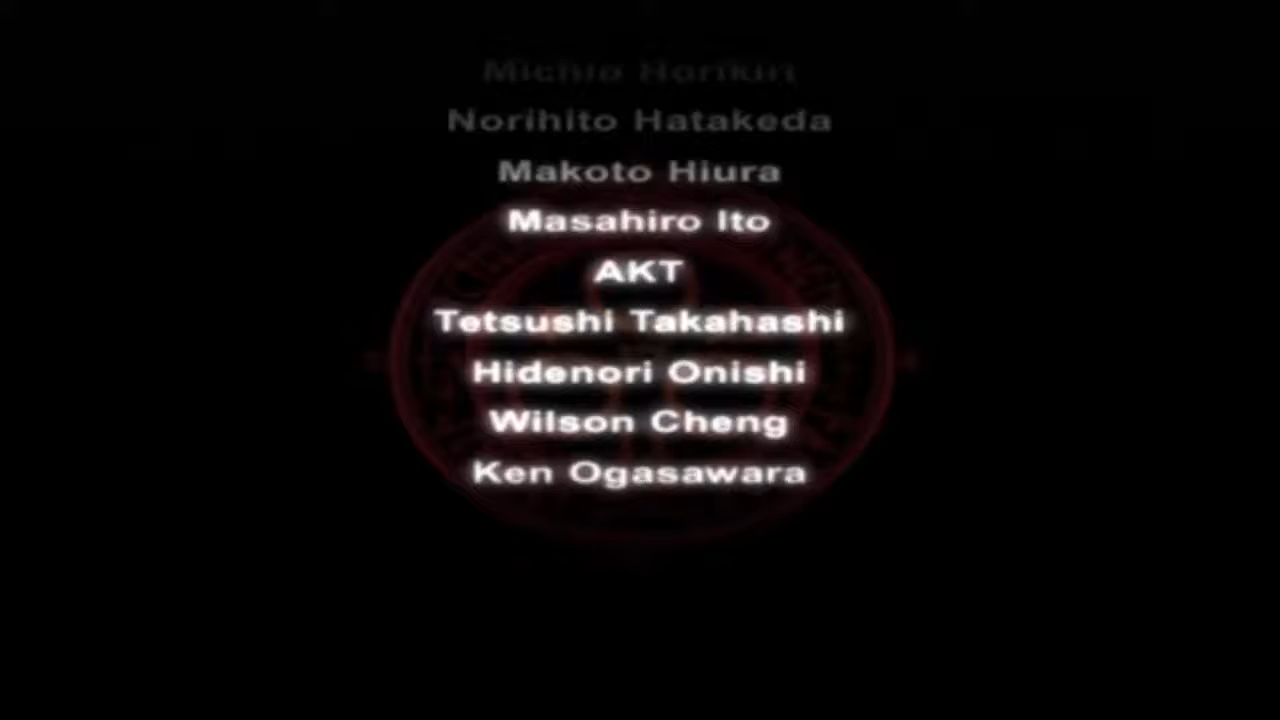 Michio Horikiri
Norihito Hatakeda
Makoto Hiura
Masahiro Ito
AKT
Tetsushi Takahashi
Hidenori Onishi
Wilson Cheng
Ken Ogasawara